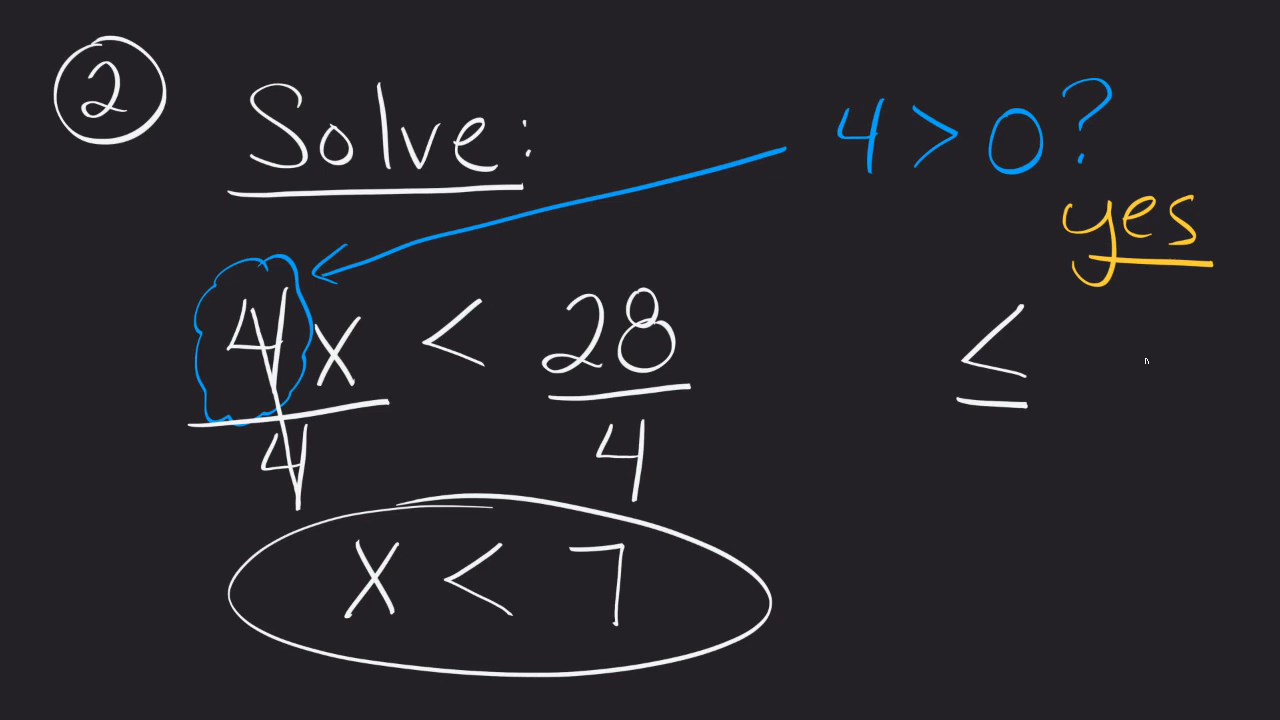 ② Solve:
4 > 0?
yes
4x < 28
4 4
≤
x < 7